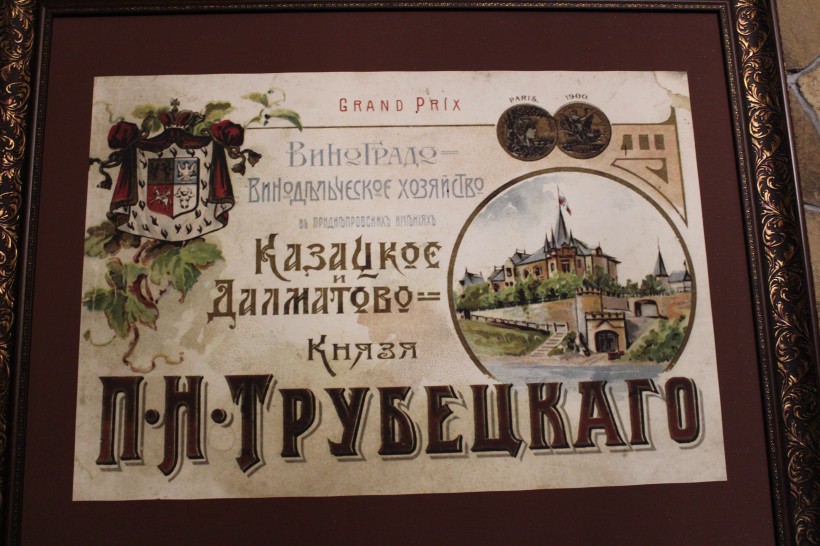 GRAND PRIX
PARIS. 1900.
ВИНОГРАДО=
ВИНОДѢЛЬЧЕСКОЕ ХОЗЯЙСТВО
въ ПРИДНѢПРОВСКИХЪ ИМѢНІЯХЪ
КАЗАЦКОЕ
И
ДАЛМАТОВО=
КНЯЗЯ
П·Н·ТРУБЕЦКАГО